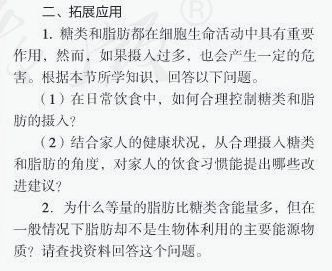 二、拓展应用
1. 糖类和脂肪都在细胞生命活动中具有重要
作用，然而，如果摄入过多，也会产生一定的危
害。根据本节所学知识，回答以下问题。
（1）在日常饮食中，如何合理控制糖类和脂
肪的摄入？
（2）结合家人的健康状况，从合理摄入糖类
和脂肪的角度，对家人的饮食习惯能提出哪些改
进建议？
2. 为什么等量的脂肪比糖类含能量多，但在
一般情况下脂肪却不是生物体利用的主要能源物
质？请查找资料回答这个问题。